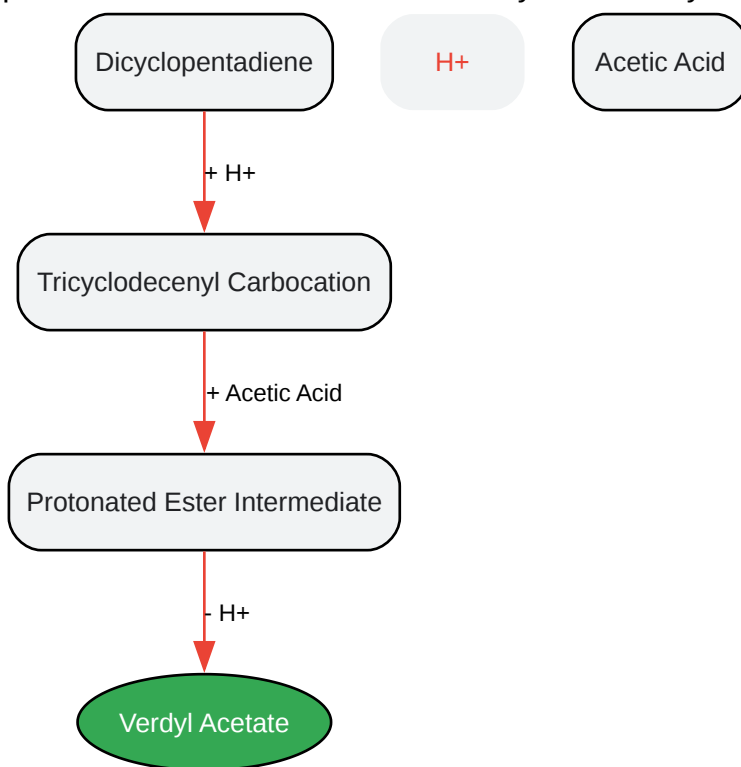 Dicyclopentadiene
H+
Acetic Acid
+ H+
Tricyclodecenyl Carbocation
+ Acetic Acid
Protonated Ester Intermediate
- H+
Verdyl Acetate